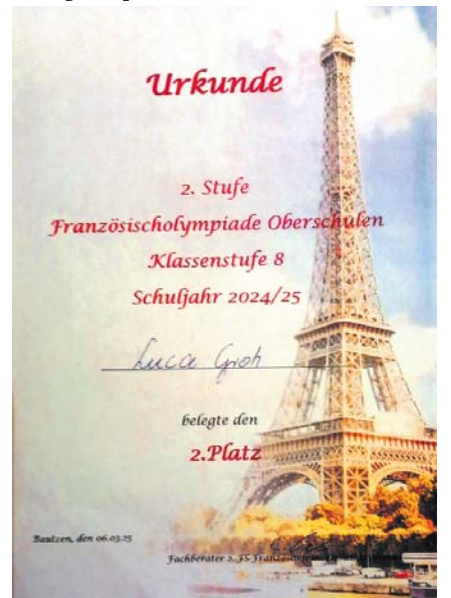 Urkunde
2. Stufe
Französischolympiade Oberschulen
Klassenstufe 8
Schuljahr 2024/25
Luca Groh
belegte den
2.Platz
Bautzen, den 06.03.25
Fachberater 2. FS Französisch